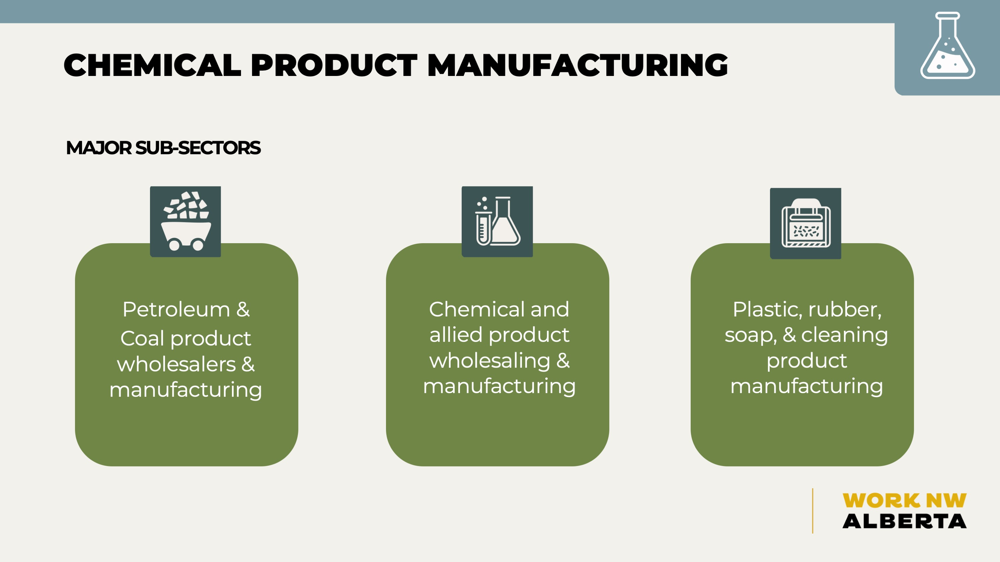 CHEMICAL PRODUCT MANUFACTURING
MAJOR SUB-SECTORS
Petroleum &
Coal product
wholesalers &
manufacturing
Chemical and
allied product
wholesaling &
manufacturing
Plastic, rubber,
soap, & cleaning
product
manufacturing
WORK NW
ALBERTA